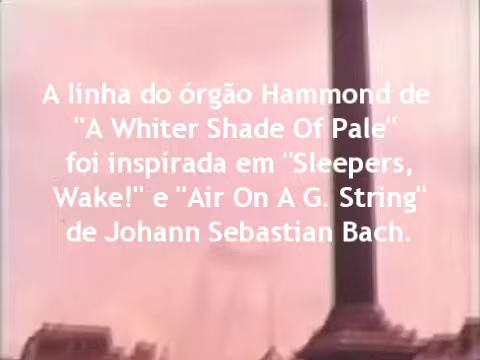 A linha do órgão Hammond de
"A Whiter Shade Of Pale"
foi inspirada em "Sleepers,
Wake!" e "Air On A G. String"
de Johann Sebastian Bach.